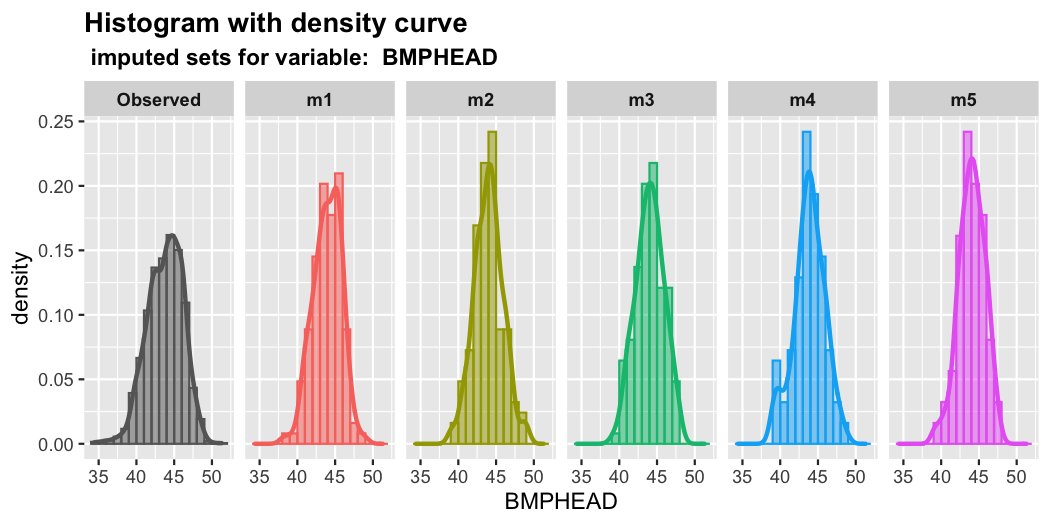 Histogram with density curve
imputed sets for variable:  BMPHEAD
Observed m1 m2 m3 m4 m5
0.25
0.20
0.15
0.10
0.05
0.00
density
35 40 45 50 35 40 45 50 35 40 45 50 35 40 45 50 35 40 45 50 35 40 45 50
BMPHEAD